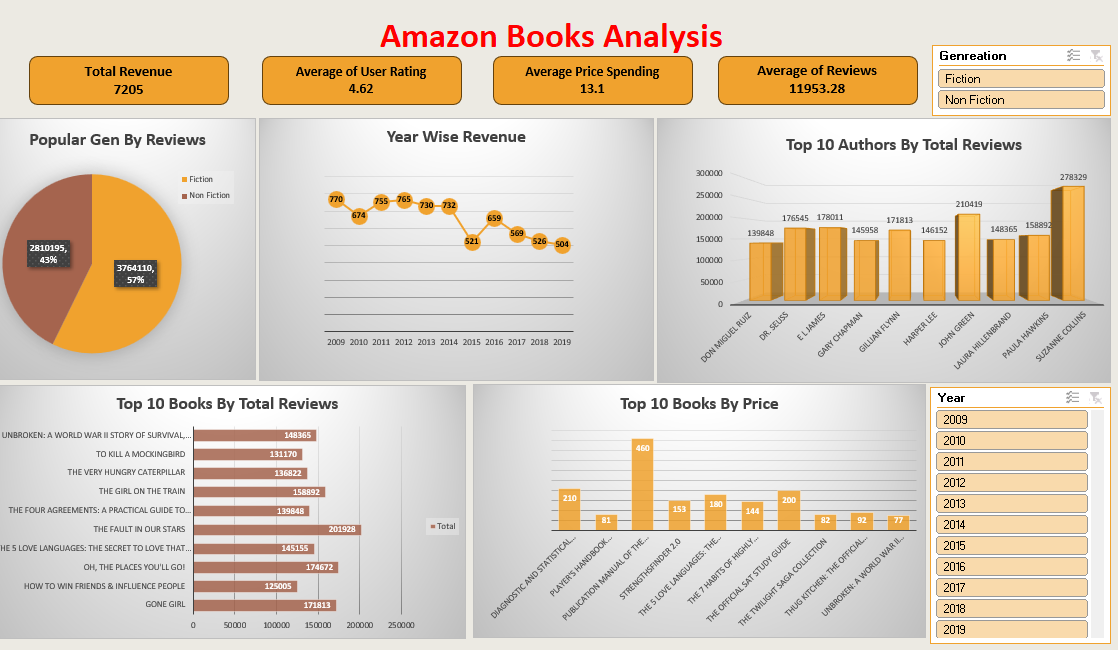 Amazon Books Analysis
Total Revenue
7205
Average of User Rating
4.62
Average Price Spending
13.1
Average of Reviews
11953.28
Genreation
Fiction
Non Fiction
Popular Gen By Reviews
Fiction
Non Fiction
2810195,
43%
3764110,
57%
Year Wise Revenue
770
674
755
765
730
732
521
659
569
526
504
2009 2010 2011 2012 2013 2014 2015 2016 2017 2018 2019
Top 10 Authors By Total Reviews
300000
250000
200000
150000
100000
50000
0
139848
176545
178011
145958
171813
146152
210419
148365
158892
278329
DON MIGUEL RUIZ
DR. SEUSS
E L JAMES
GARY CHAPMAN
GILLIAN FLYNN
HARPER LEE
JOHN GREEN
LAURA HILLENBRAND
PAULA HAWKINS
SUZANNE COLLINS
Top 10 Books By Total Reviews
UNBROKEN: A WORLD WAR II STORY OF SURVIVAL,... 148365
TO KILL A MOCKINGBIRD 131170
THE VERY HUNGRY CATERPILLAR 136822
THE GIRL ON THE TRAIN 158892
THE FOUR AGREEMENTS: A PRACTICAL GUIDE TO... 139848
THE FAULT IN OUR STARS 201928
THE 5 LOVE LANGUAGES: THE SECRET TO LOVE THAT... 145155
OH, THE PLACES YOU'LL GO! 174672
HOW TO WIN FRIENDS & INFLUENCE PEOPLE 125005
GONE GIRL 171813
0 50000 100000 150000 200000 250000
Total
Top 10 Books By Price
210
81
460
153
180
144
200
82
92
77
DIAGNOSTIC AND STATISTICAL...
PLAYER'S HANDBOOK...
PUBLICATION MANUAL OF THE...
STRENGTHSFINDER 2.0
THE 5 LOVE LANGUAGES: THE...
THE 7 HABITS OF HIGHLY...
THE OFFICIAL SAT STUDY GUIDE
THE TWILIGHT SAGA COLLECTION
THUG KITCHEN: THE OFFICIAL...
UNBROKEN: A WORLD WAR II...
Year
2009
2010
2011
2012
2013
2014
2015
2016
2017
2018
2019